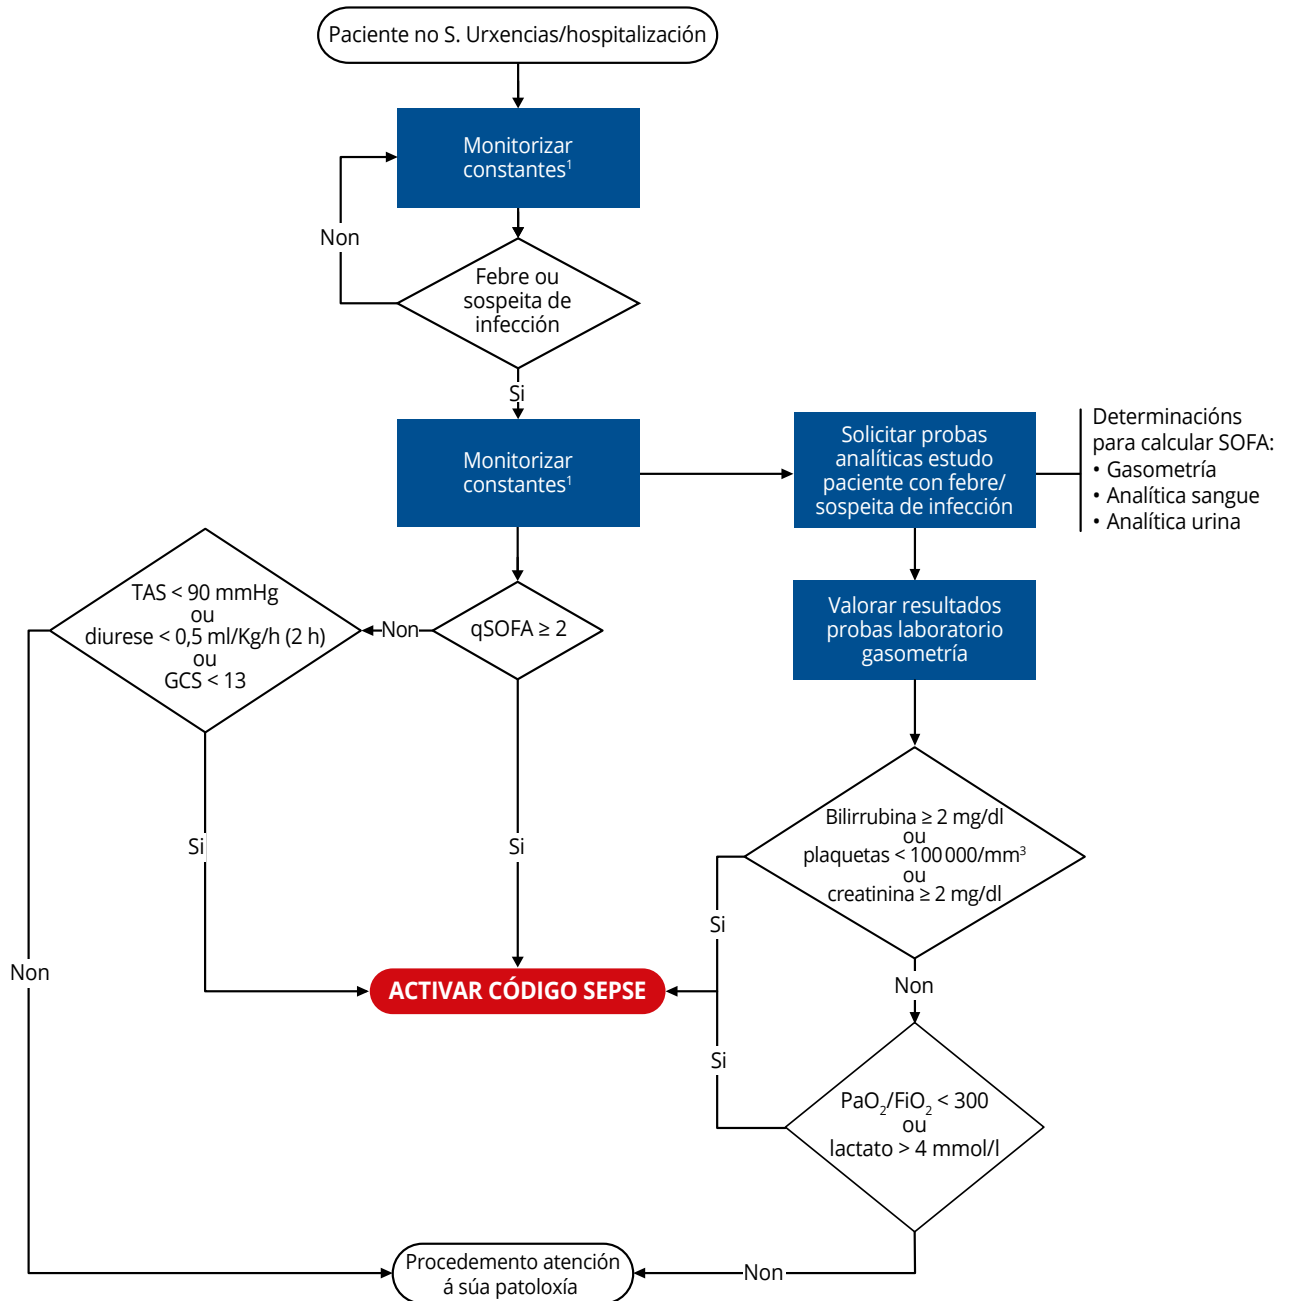 Paciente no S. Urxencias/hospitalización
Monitorizar
constantes¹
Non
Febre ou
sospeita de
infección
Si
Monitorizar
constantes¹
Solicitar probas
analíticas estudo
paciente con febre/
sospeita de infección
Determinacións
para calcular SOFA:
• Gasometría
• Analítica sangue
• Analítica urina
TAS < 90 mmHg
ou
diurese < 0,5 ml/Kg/h (2 h)
ou
GCS < 13
Non
qSOFA ≥ 2
Valorar resultados
probas laboratorio
gasometría
Si
Si
Bilirrubina ≥ 2 mg/dl
ou
plaquetas < 100 000/mm³
ou
creatinina ≥ 2 mg/dl
Si
Non
Non
ACTIVAR CÓDIGO SEPSE
Si
PaO₂/FiO₂ < 300
ou
lactato > 4 mmol/l
Procedemento atención
á súa patoloxía
Non